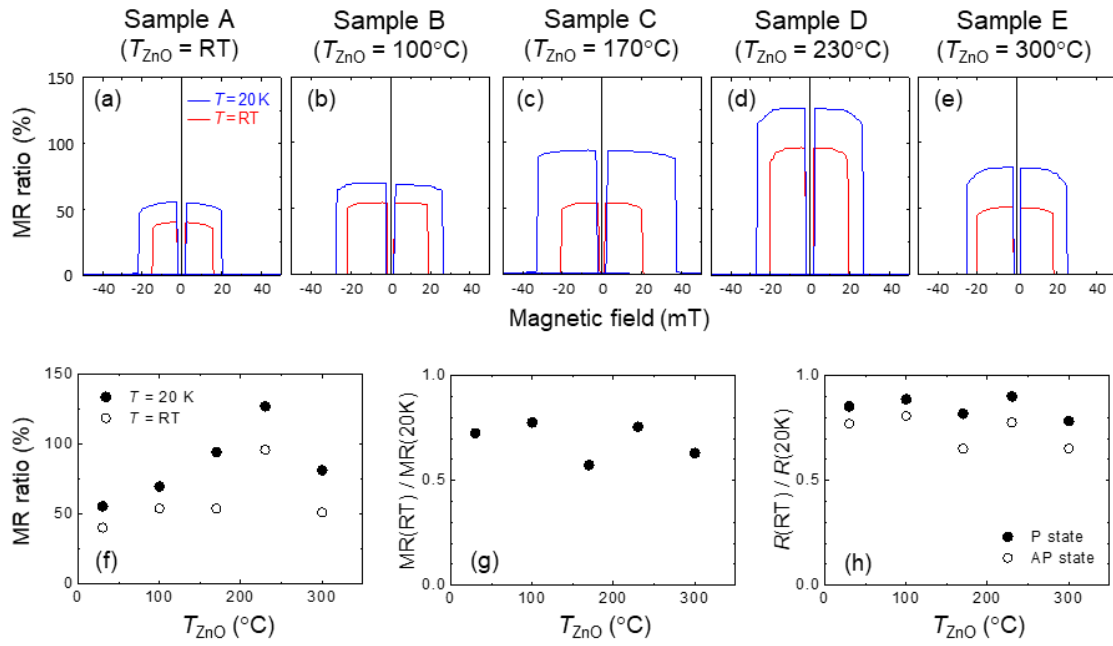 Sample A Sample B Sample C Sample D Sample E
(TZnO = RT) (TZnO = 100°C) (TZnO = 170°C) (TZnO = 230°C) (TZnO = 300°C)
150
100
50
0
MR ratio (%)
(a) T=20K
T=RT
(b)
(c)
(d)
(e)
-40 -20 0 20 40 -40 -20 0 20 40 -40 -20 0 20 40 -40 -20 0 20 40 -40 -20 0 20 40
Magnetic field (mT)
150
100
50
0
MR ratio (%)
T = 20 K
T = RT
(f)
0 100 200 300
TZnO (°C)
1.0
0.5
0.0
MR(RT) / MR(20K)
(g)
0 100 200 300
TZnO (°C)
1.0
0.5
0.0
R(RT) / R(20K)
P state
AP state
(h)
0 100 200 300
TZnO (°C)